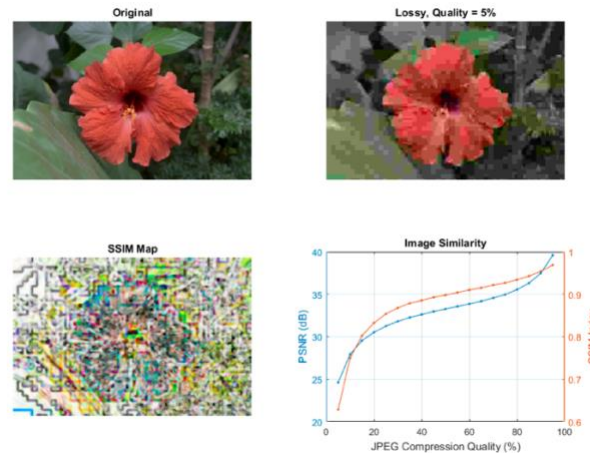 Original
Lossy, Quality = 5%
SSIM Map
Image Similarity
40
35
30
25
20
PSNR (dB)
1
0.9
0.8
0.7
0.6
0 20 40 60 80 100
JPEG Compression Quality (%)